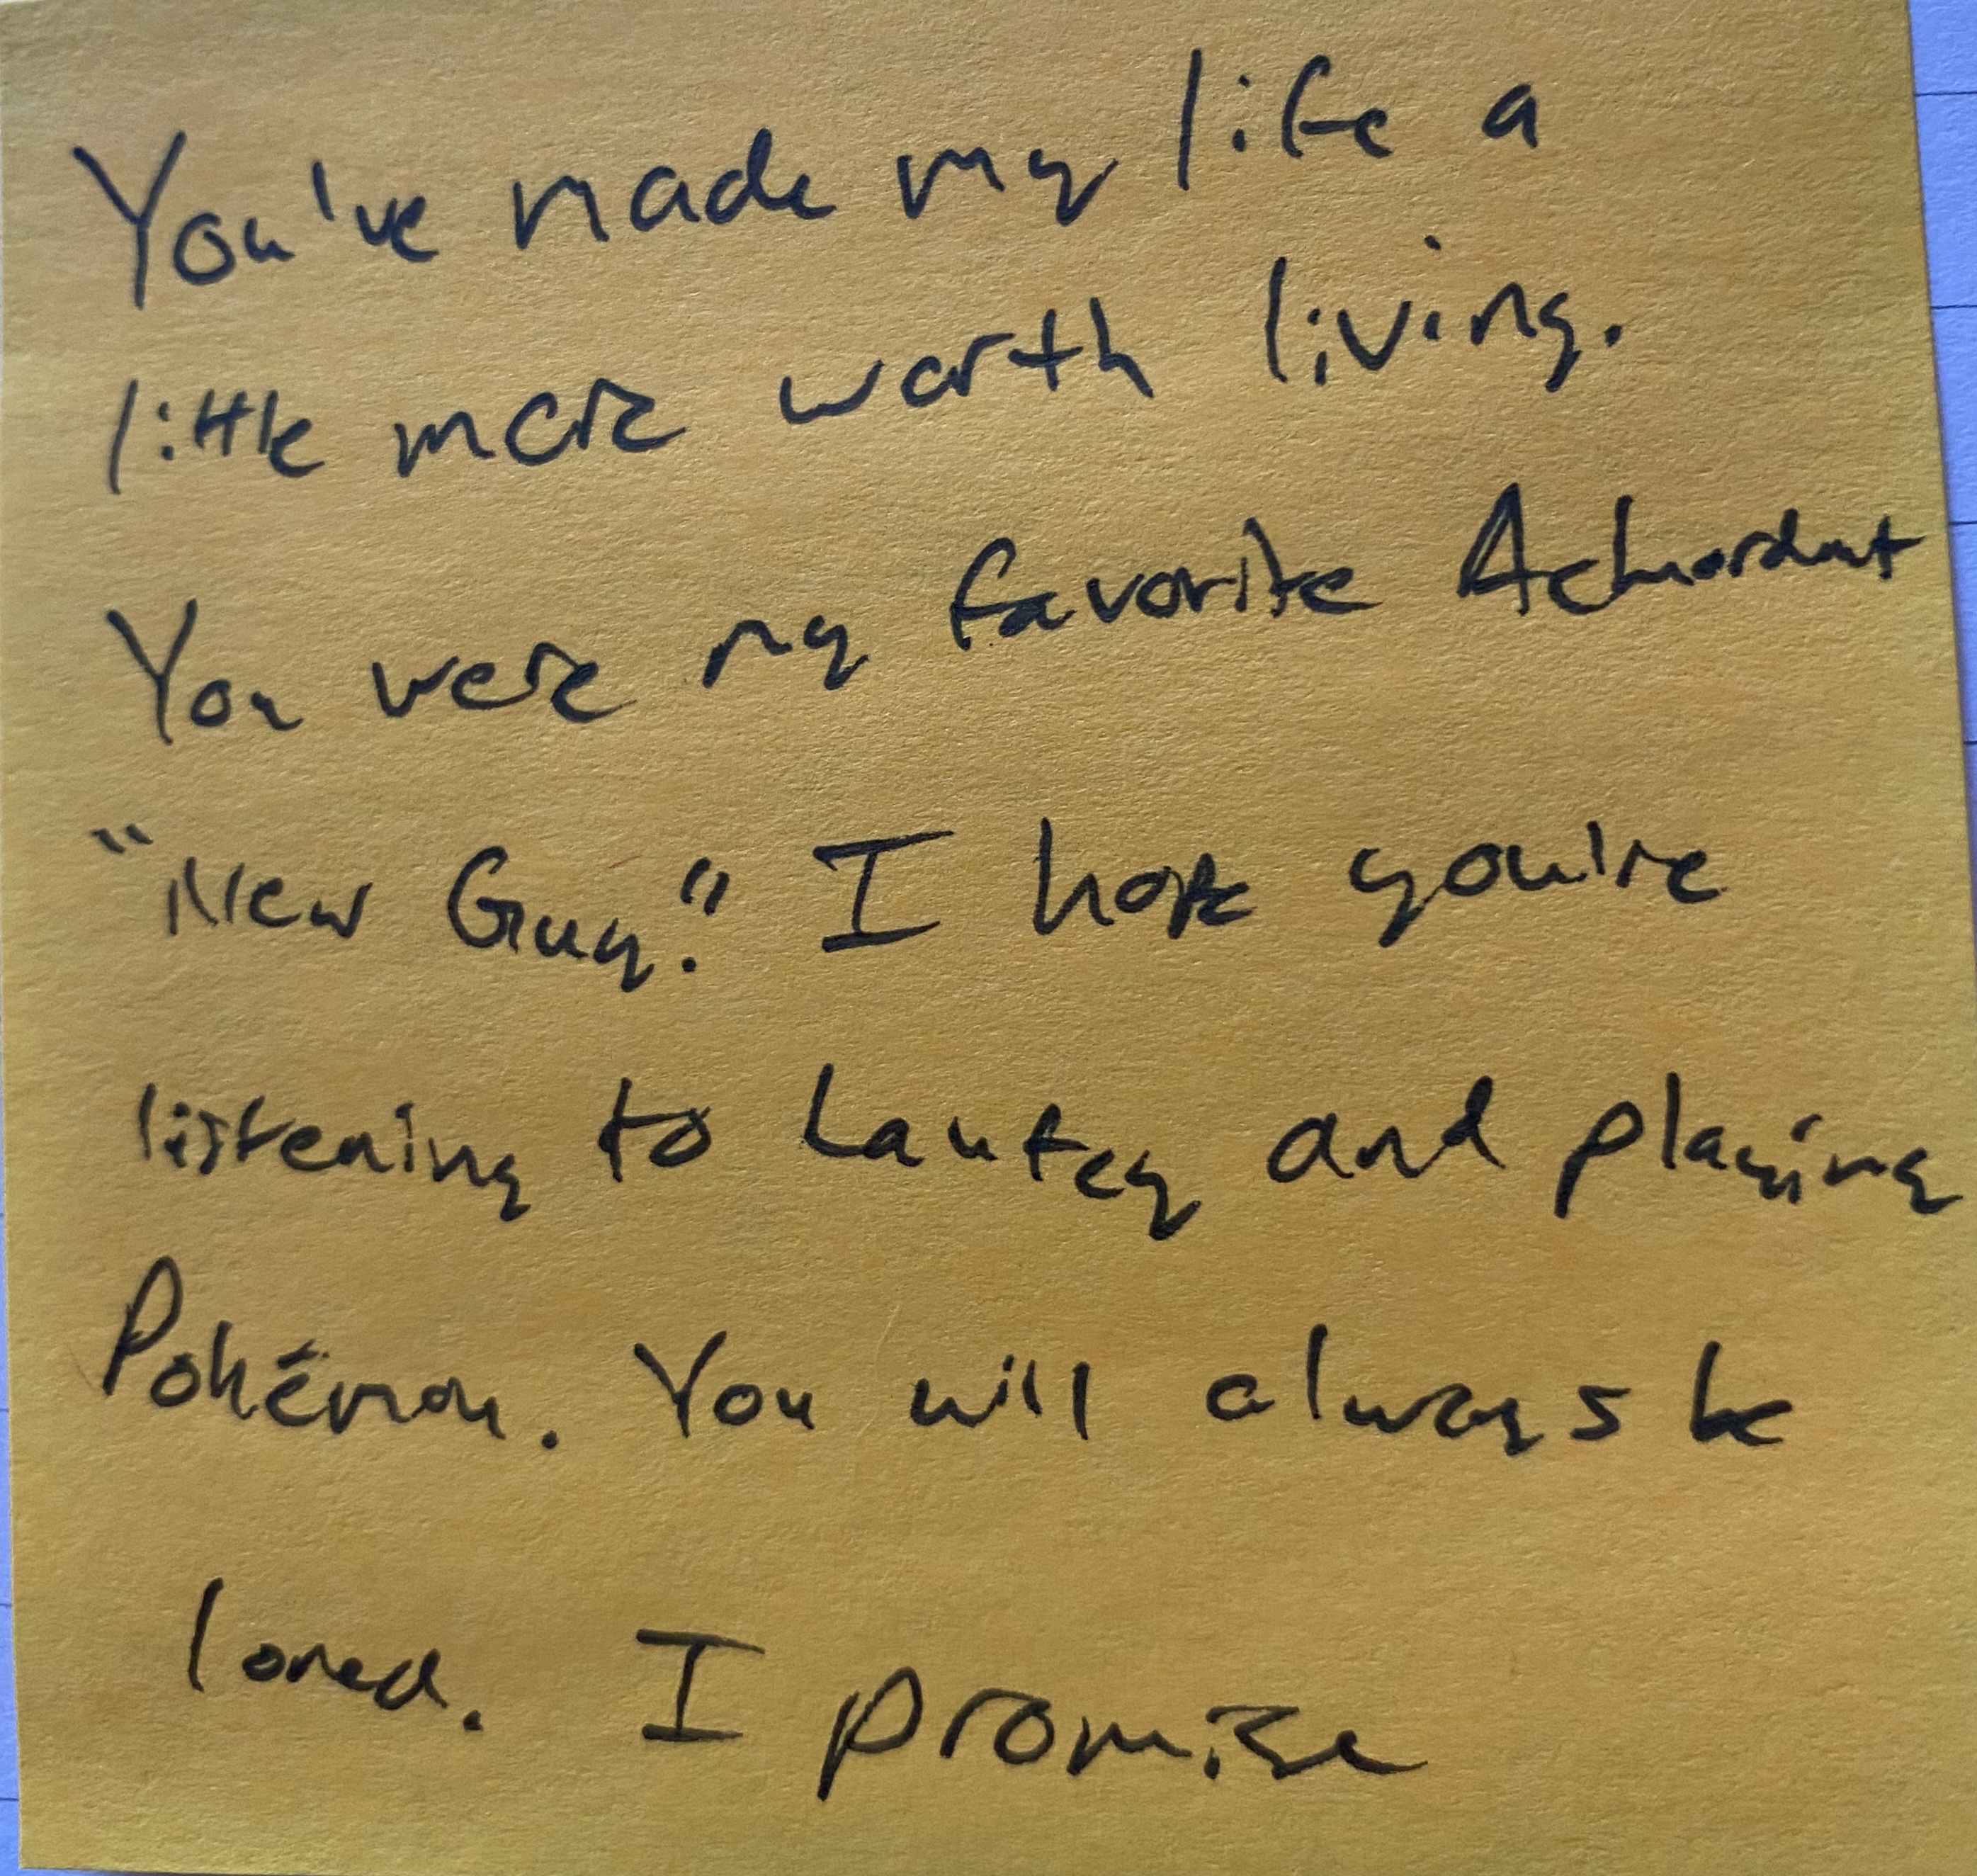 You've made my life a
little more worth living.
You were my favorite
"New Guy." I hope you're
listening to Laufey and playing
Pokémon. You will always be
loved. I promise